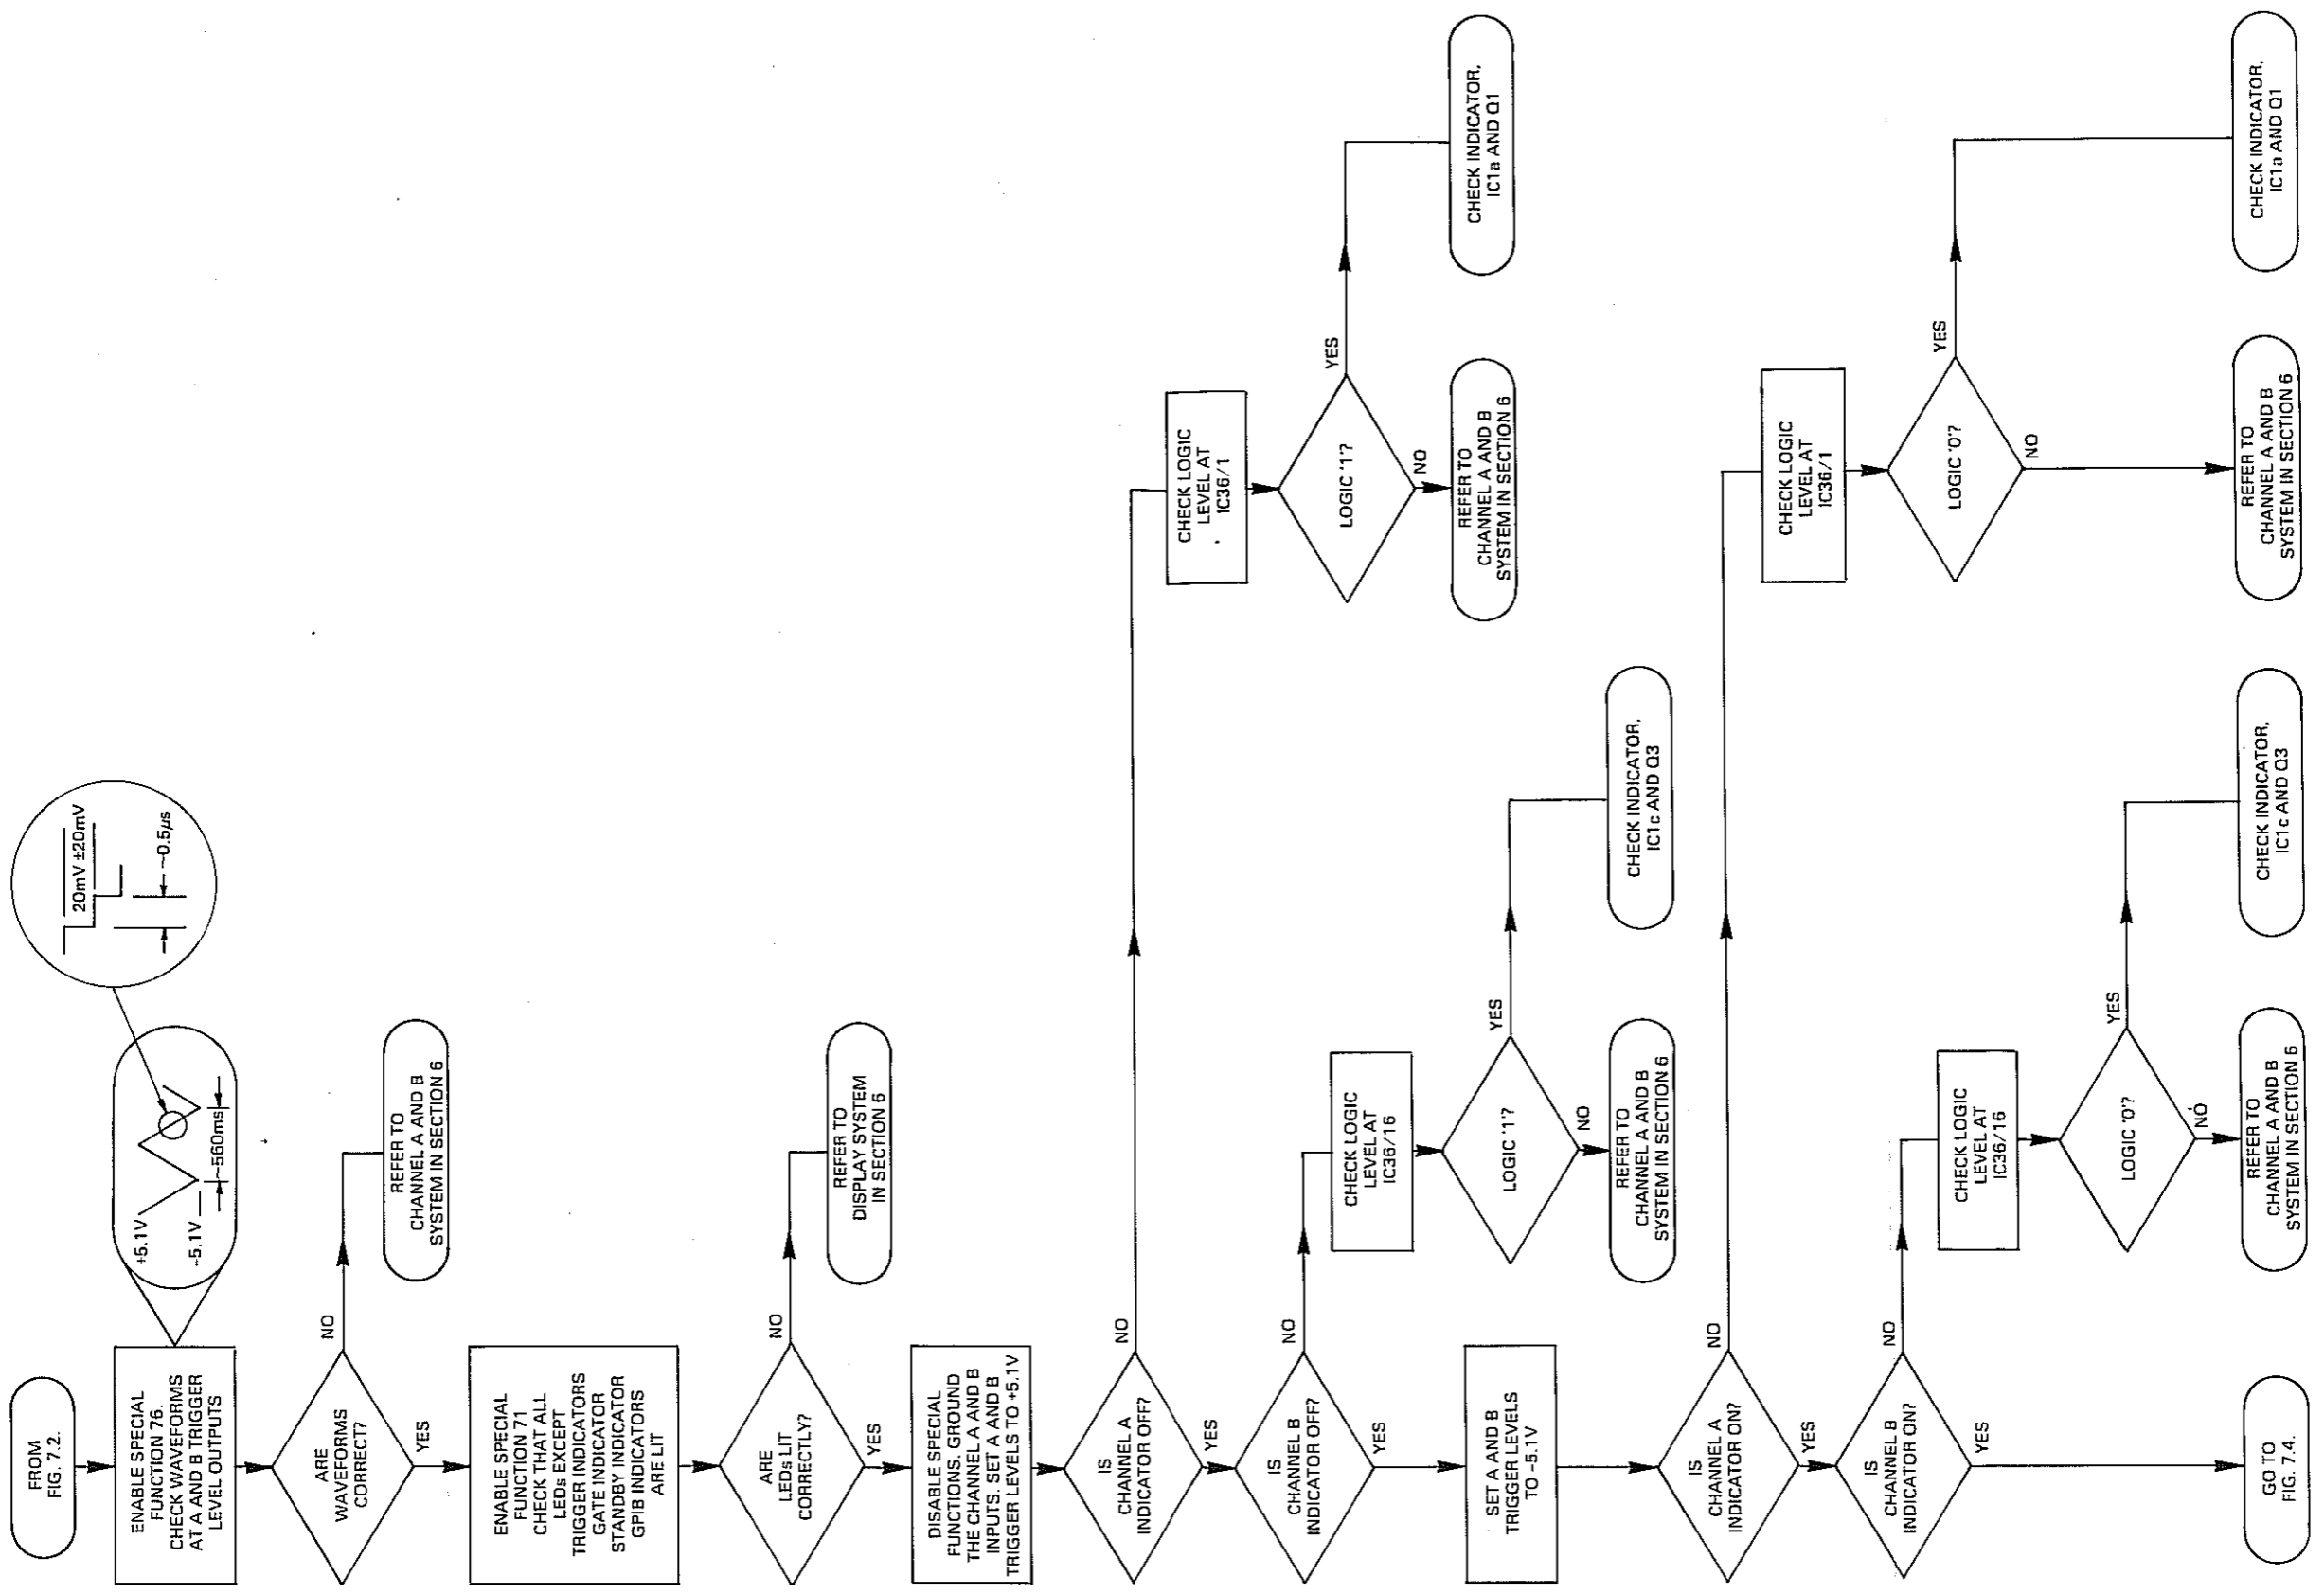 FROM
FIG. 7.2.
ENABLE SPECIAL
FUNCTION 76.
CHECK WAVEFORMS
AT A AND B TRIGGER
LEVEL OUTPUTS
+5.1V
-5.1V
~560ms
20mV ±20mV
~0.5µs
ARE
WAVEFORMS
CORRECT?
NO
REFER TO
CHANNEL A AND B
SYSTEM IN SECTION 6
YES
ENABLE SPECIAL
FUNCTION 71
CHECK THAT ALL
LEDs EXCEPT
TRIGGER INDICATORS
GATE INDICATOR
STANDBY INDICATOR
GPIB INDICATORS
ARE LIT
ARE
LEDs LIT
CORRECTLY?
NO
REFER TO
DISPLAY SYSTEM
IN SECTION 6
YES
DISABLE SPECIAL
FUNCTIONS. GROUND
THE CHANNEL A AND B
INPUTS. SET A AND B
TRIGGER LEVELS TO +5.1V
IS
CHANNEL A
INDICATOR OFF?
NO
CHECK LOGIC
LEVEL AT
IC36/1
LOGIC '1'?
YES
CHECK INDICATOR,
IC1a AND Q1
NO
REFER TO
CHANNEL A AND B
SYSTEM IN SECTION 6
YES
IS
CHANNEL B
INDICATOR OFF?
NO
CHECK LOGIC
LEVEL AT
IC36/16
LOGIC '1'?
YES
CHECK INDICATOR,
IC1c AND Q3
NO
REFER TO
CHANNEL A AND B
SYSTEM IN SECTION 6
YES
SET A AND B
TRIGGER LEVELS
TO -5.1V
IS
CHANNEL A
INDICATOR ON?
NO
CHECK LOGIC
LEVEL AT
IC36/1
LOGIC '0'?
YES
CHECK INDICATOR,
IC1a AND Q1
NO
REFER TO
CHANNEL A AND B
SYSTEM IN SECTION 6
YES
IS
CHANNEL B
INDICATOR ON?
NO
CHECK LOGIC
LEVEL AT
IC36/16
LOGIC '0'?
YES
CHECK INDICATOR,
IC1c AND Q3
NO
REFER TO
CHANNEL A AND B
SYSTEM IN SECTION 6
YES
GO TO
FIG. 7.4.